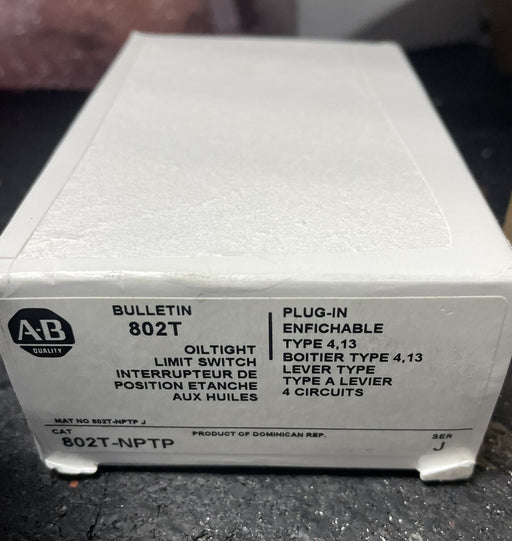 A-B
QUALITY
BULLETIN
802T
OILTIGHT
LIMIT SWITCH
INTERRUPTEUR DE
POSITION ETANCHE
AUX HUILES
PLUG-IN
ENFICHABLE
TYPE 4,13
BOITIER TYPE 4,13
LEVER TYPE
TYPE A LEVIER
4 CIRCUITS
MAT NO 802T-NPTP J
CAT
802T-NPTP
PRODUCT OF DOMINICAN REP.
SER
J